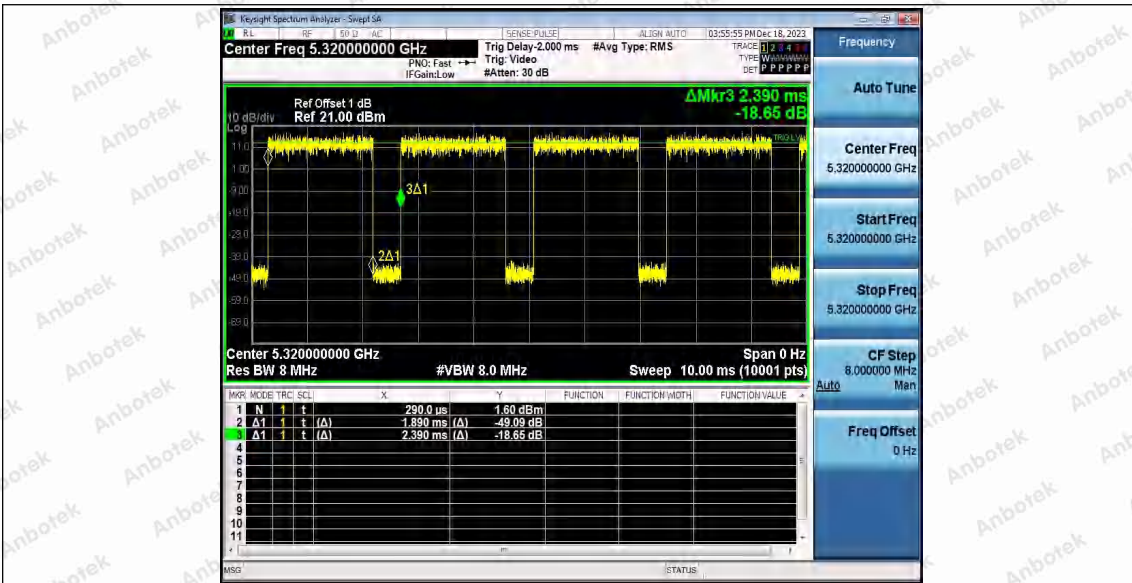 Keysight Spectrum Analyzer - Swept SA
RL RF 50 Ω AC SENSE:PULSE ALIGN AUTO 03:55:55 PM Dec 18, 2023
Center Freq 5.320000000 GHz
PNO: Fast
IFGain:Low
Trig Delay-2.000 ms
Trig: Video
#Atten: 30 dB
#Avg Type: RMS
TRACE 1 2 3 4 5 6
TYPE
DET P P P P P P
Ref Offset 1 dB
Ref 21.00 dBm
10 dB/div
Log
ΔMkr3 2.390 ms
-18.65 dB
TRIG LVL
11.0
1.00
-9.00
-19.0
-29.0
-39.0
-49.0
-59.0
-69.0
3Δ1
2Δ1
Center 5.320000000 GHz Span 0 Hz
Res BW 8 MHz #VBW 8.0 MHz Sweep 10.00 ms (10001 pts)
MKR MODE TRC SCL X Y FUNCTION FUNCTION WIDTH FUNCTION VALUE
1 N 1 t 290.0 µs 1.60 dBm
2 Δ1 1 t (Δ) 1.890 ms (Δ) -49.09 dB
3 Δ1 1 t (Δ) 2.390 ms (Δ) -18.65 dB
4
5
6
7
8
9
10
11
MSG STATUS
Frequency
Auto Tune
Center Freq
5.320000000 GHz
Start Freq
5.320000000 GHz
Stop Freq
5.320000000 GHz
CF Step
8.000000 MHz
Auto Man
Freq Offset
0 Hz
Anbotek